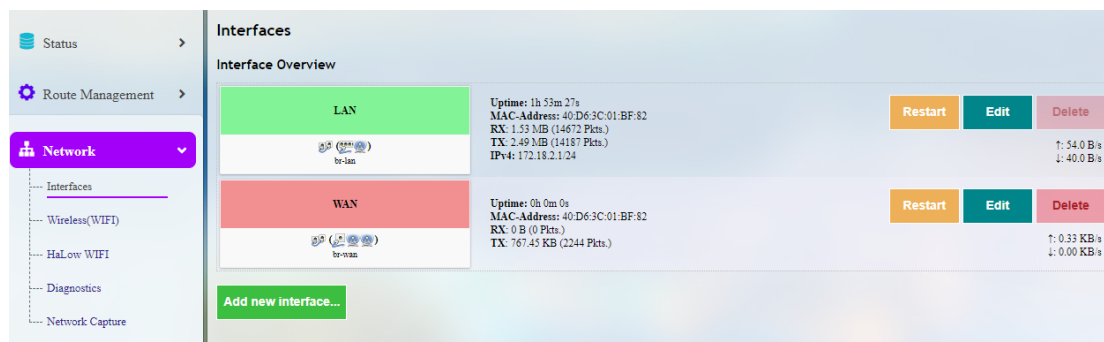 Status
Route Management
Network
Interfaces
Wireless(WIFI)
HaLow WIFI
Diagnostics
Network Capture
Interfaces
Interface Overview
LAN
br-lan
Uptime: 1h 53m 27s
MAC-Address: 40:D6:3C:01:BF:82
RX: 1.53 MB (14672 Pkts.)
TX: 2.49 MB (14187 Pkts.)
IPv4: 172.18.2.1/24
Restart Edit Delete
↑: 54.0 B/s
↓: 40.0 B/s
WAN
br-wan
Uptime: 0h 0m 0s
MAC-Address: 40:D6:3C:01:BF:82
RX: 0 B (0 Pkts.)
TX: 767.45 KB (2244 Pkts.)
Restart Edit Delete
↑: 0.33 KB/s
↓: 0.00 KB/s
Add new interface...